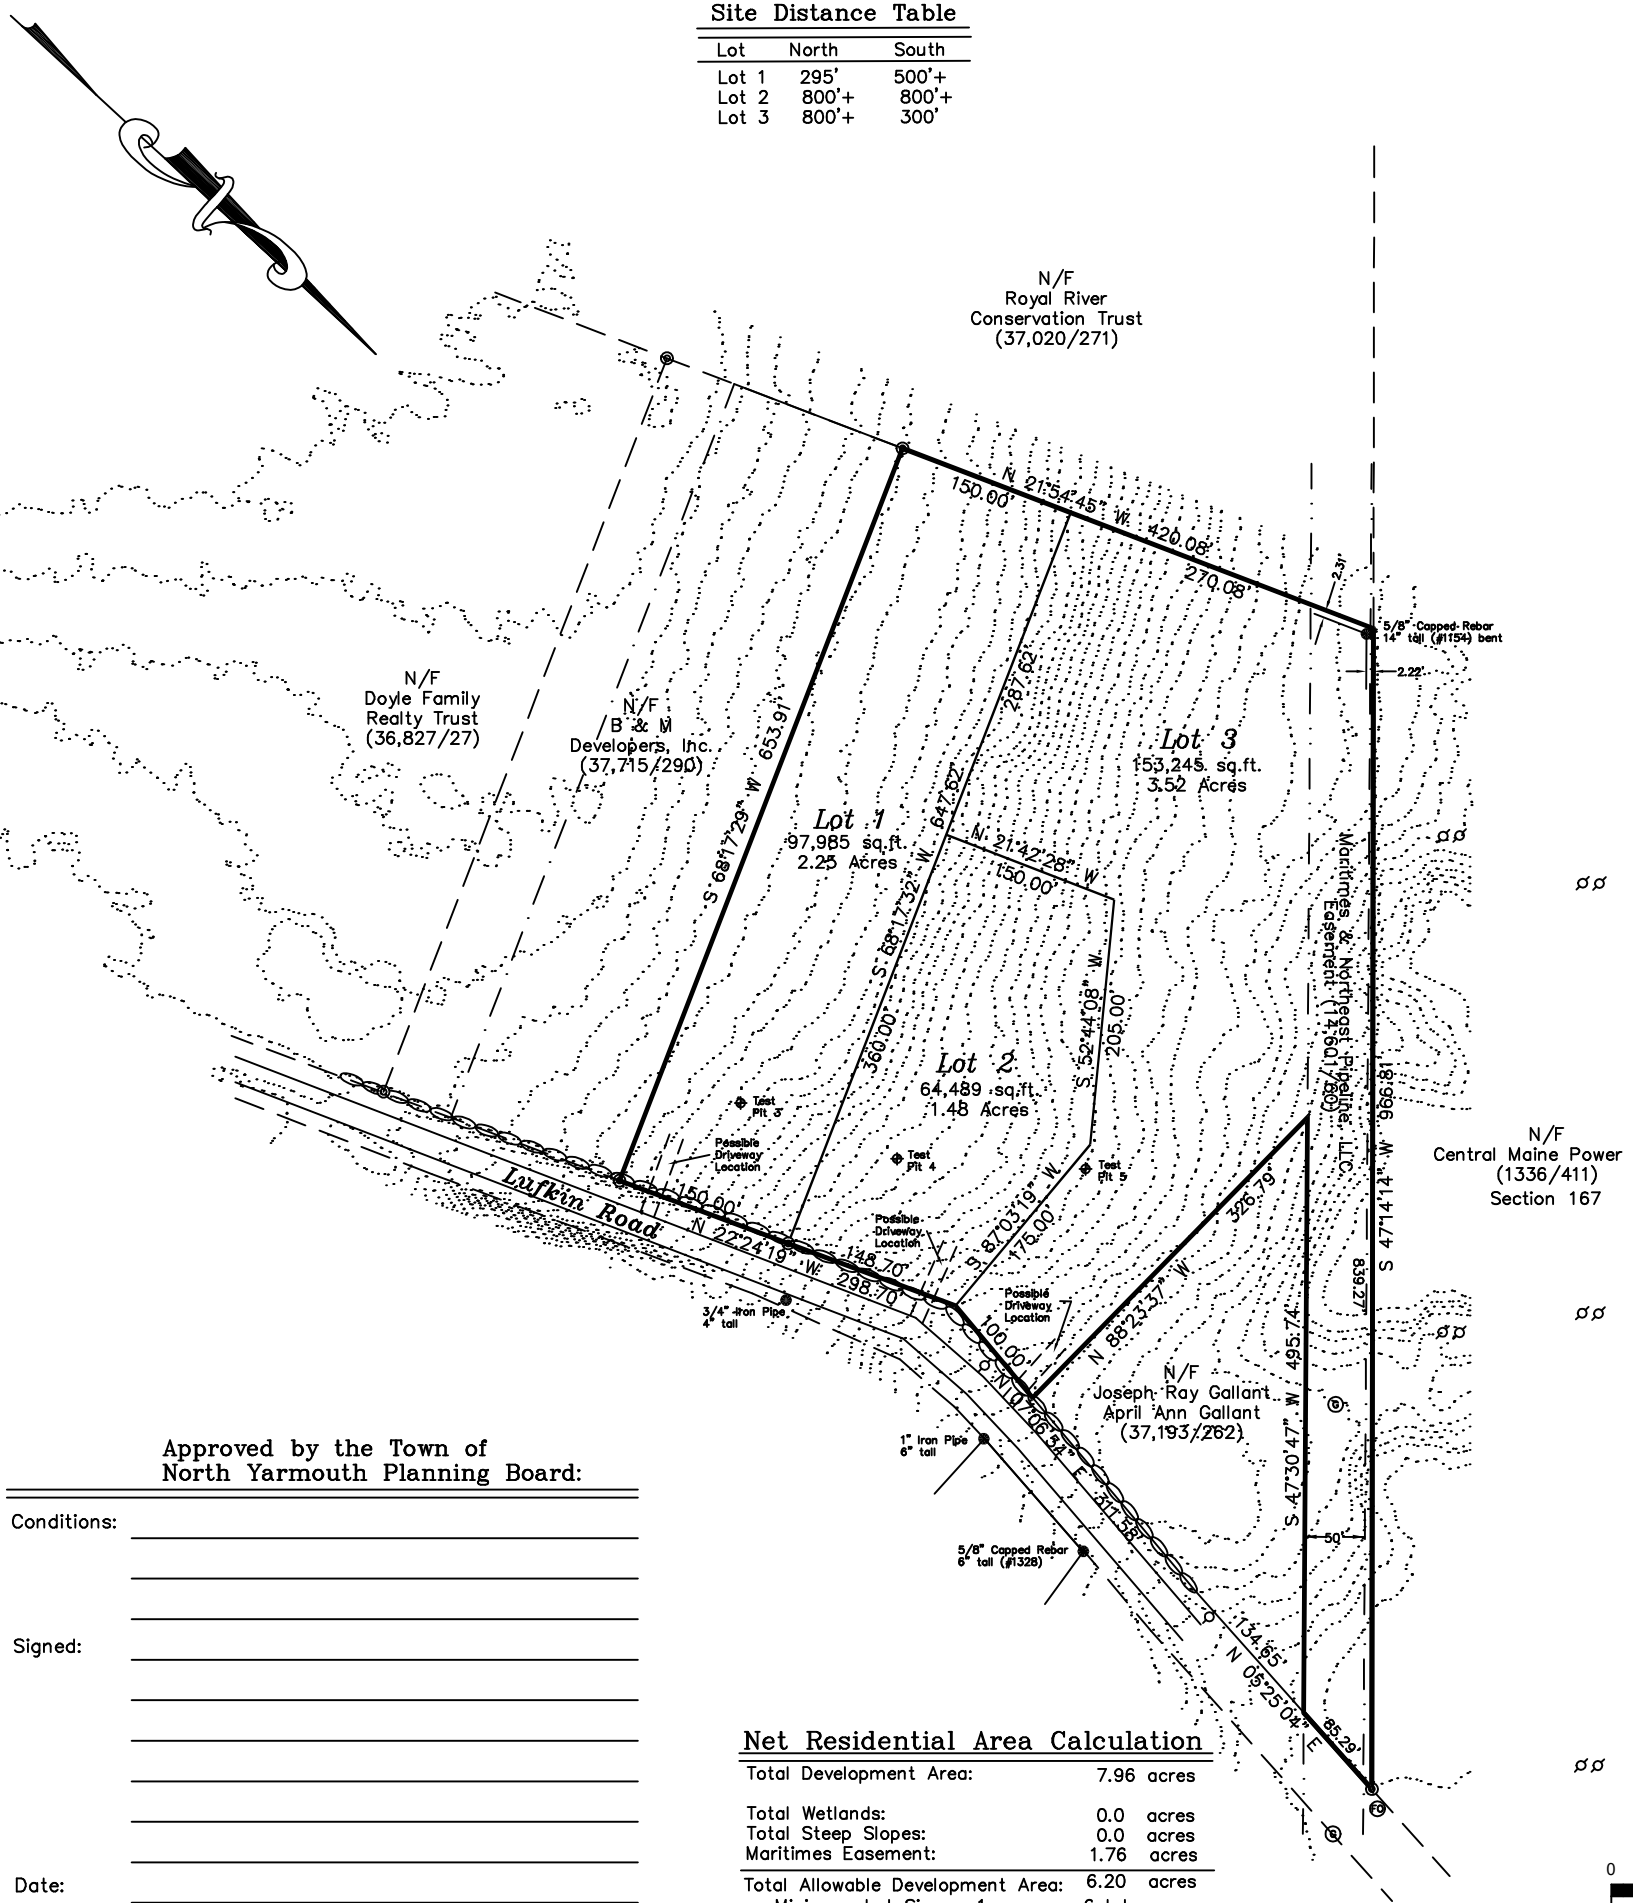 Site Distance Table
Lot North South
Lot 1 295' 500'+
Lot 2 800'+ 800'+
Lot 3 800'+ 300'
N/F
Royal River
Conservation Trust
(37,020/271)
N 21°54'45" W 420.08'
150.00'
270.08'
2.31'
5/8" Capped Rebar
14" tall (#1154) bent
2.22'
N/F
Doyle Family
Realty Trust
(36,827/27)
N/F
B & M
Developers, Inc.
(37,715/290)
S 68°17'29" W 653.91'
287.62'
Lot 3
153,245 sq.ft.
3.52 Acres
Lot 1
97,985 sq.ft.
2.25 Acres
S 68°17'32" W 647.62'
N 21°42'28" W
150.00'
360.00'
S 52°44'08" W
205.00'
Maritimes & Northeast Pipeline, LLC
Easement
S 47°14'14" W 966.81'
Lot 2
64,489 sq.ft.
1.48 Acres
Test
Pit 3
Test
Pit 4
Test
Pit 5
Possible
Driveway
Location
N/F
Central Maine Power
(1336/411)
Section 167
Lufkin Road
150.00'
N 22°24'19" W 298.70'
148.70'
Possible
Driveway
Location
S 87°03'19" W
175.00'
326.79'
N 88°23'37" W
839.27'
3/4" Iron Pipe
4" tall
Possible
Driveway
Location
100.00'
N 07°06'34" E 311.58'
N/F
Joseph Ray Gallant
April Ann Gallant
(37,193/262)
S 47°30'47" W 495.74'
G
1" Iron Pipe
6" tall
5/8" Capped Rebar
6" tall (#1328)
50'
134.65'
N 05°25'04" E
85.29'
FO
Approved by the Town of
North Yarmouth Planning Board:
Conditions:
Signed:
Date:
Net Residential Area Calculation
Total Development Area: 7.96 acres
Total Wetlands: 0.0 acres
Total Steep Slopes: 0.0 acres
Maritimes Easement: 1.76 acres
Total Allowable Development Area: 6.20 acres
0